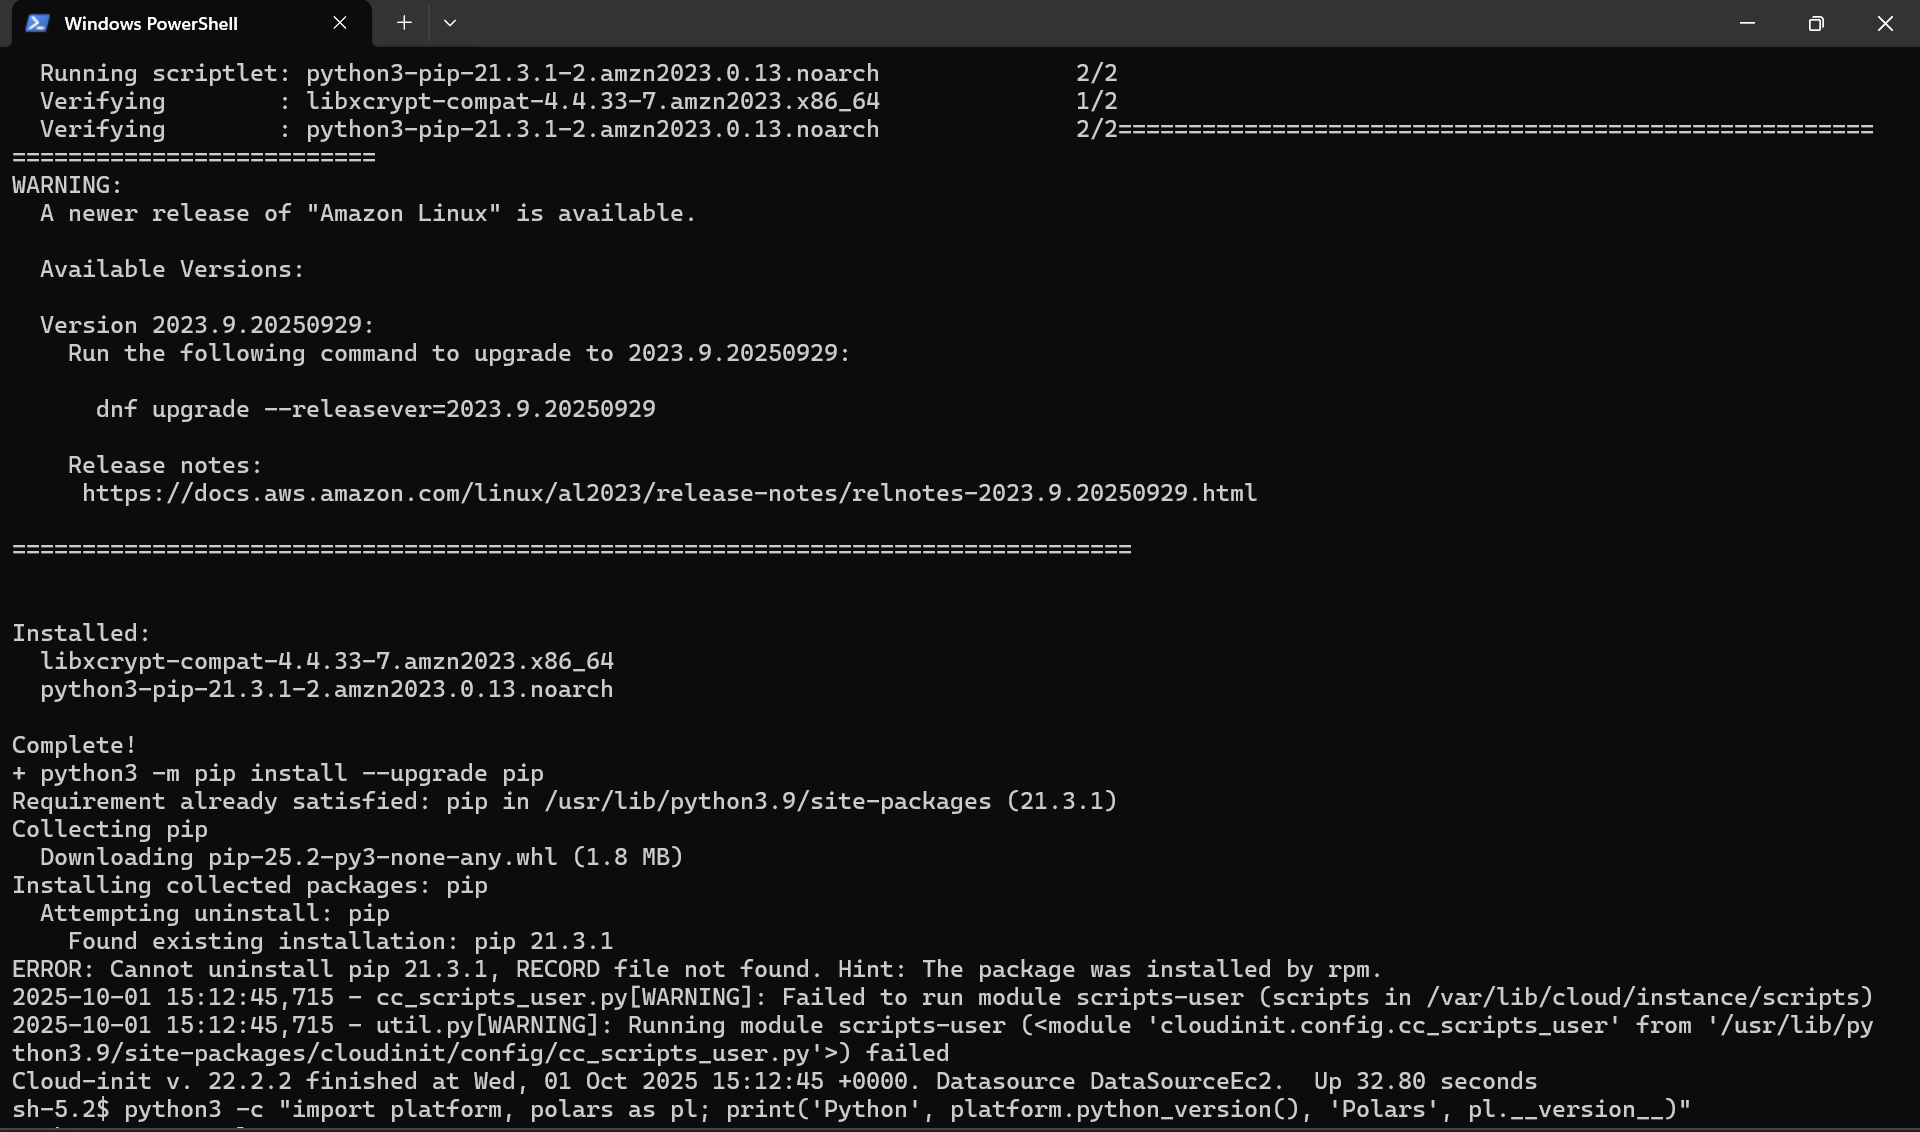 Windows PowerShell
Running scriptlet: python3-pip-21.3.1-2.amzn2023.0.13.noarch 2/2
Verifying : libxcrypt-compat-4.4.33-7.amzn2023.x86_64 1/2
Verifying : python3-pip-21.3.1-2.amzn2023.0.13.noarch 2/2======================================================
==========================
WARNING:
A newer release of "Amazon Linux" is available.
Available Versions:
Version 2023.9.20250929:
Run the following command to upgrade to 2023.9.20250929:
dnf upgrade --releasever=2023.9.20250929
Release notes:
https://docs.aws.amazon.com/linux/al2023/release-notes/relnotes-2023.9.20250929.html
================================================================================
Installed:
libxcrypt-compat-4.4.33-7.amzn2023.x86_64
python3-pip-21.3.1-2.amzn2023.0.13.noarch
Complete!
+ python3 -m pip install --upgrade pip
Requirement already satisfied: pip in /usr/lib/python3.9/site-packages (21.3.1)
Collecting pip
Downloading pip-25.2-py3-none-any.whl (1.8 MB)
Installing collected packages: pip
Attempting uninstall: pip
Found existing installation: pip 21.3.1
ERROR: Cannot uninstall pip 21.3.1, RECORD file not found. Hint: The package was installed by rpm.
2025-10-01 15:12:45,715 - cc_scripts_user.py[WARNING]: Failed to run module scripts-user (scripts in /var/lib/cloud/instance/scripts)
2025-10-01 15:12:45,715 - util.py[WARNING]: Running module scripts-user (<module 'cloudinit.config.cc_scripts_user' from '/usr/lib/py
thon3.9/site-packages/cloudinit/config/cc_scripts_user.py'>) failed
Cloud-init v. 22.2.2 finished at Wed, 01 Oct 2025 15:12:45 +0000. Datasource DataSourceEc2.  Up 32.80 seconds
sh-5.2$ python3 -c "import platform, polars as pl; print('Python', platform.python_version(), 'Polars', pl.__version__)"